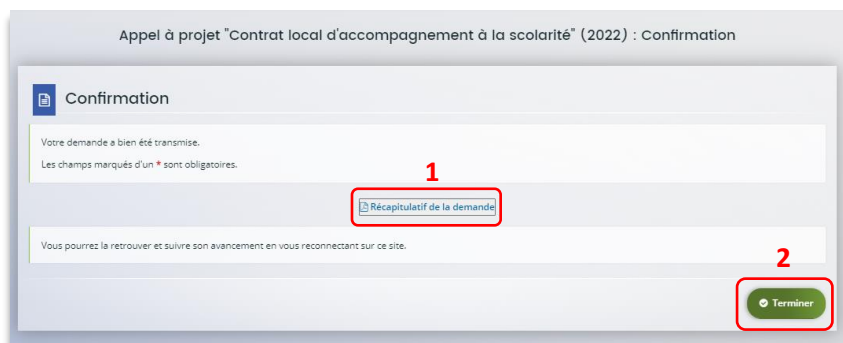 Appel à projet "Contrat local d'accompagnement à la scolarité" (2022) : Confirmation
Confirmation
Votre demande a bien été transmise.
Les champs marqués d'un * sont obligatoires.
1
Récapitulatif de la demande
Vous pourrez la retrouver et suivre son avancement en vous reconnectant sur ce site.
2
Terminer